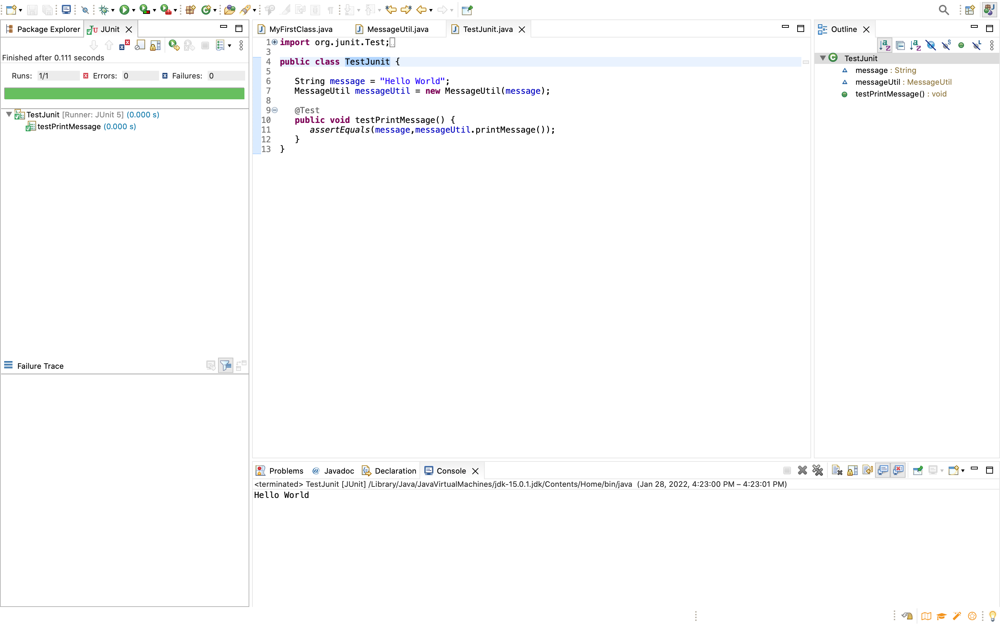 Package Explorer
JUnit
Finished after 0.111 seconds
Runs: 1/1
Errors: 0
Failures: 0
TestJunit [Runner: JUnit 5] (0.000 s)
testPrintMessage (0.000 s)
Failure Trace
MyFirstClass.java
MessageUtil.java
TestJunit.java
1 import org.junit.Test;
3
4 public class TestJunit {
5
6 String message = "Hello World";
7 MessageUtil messageUtil = new MessageUtil(message);
8
9 @Test
10 public void testPrintMessage() {
11 assertEquals(message,messageUtil.printMessage());
12 }
13 }
Outline
TestJunit
message : String
messageUtil : MessageUtil
testPrintMessage() : void
Problems
@ Javadoc
Declaration
Console
<terminated> TestJunit [JUnit] /Library/Java/JavaVirtualMachines/jdk-15.0.1.jdk/Contents/Home/bin/java (Jan 28, 2022, 4:23:00 PM – 4:23:01 PM)
Hello World